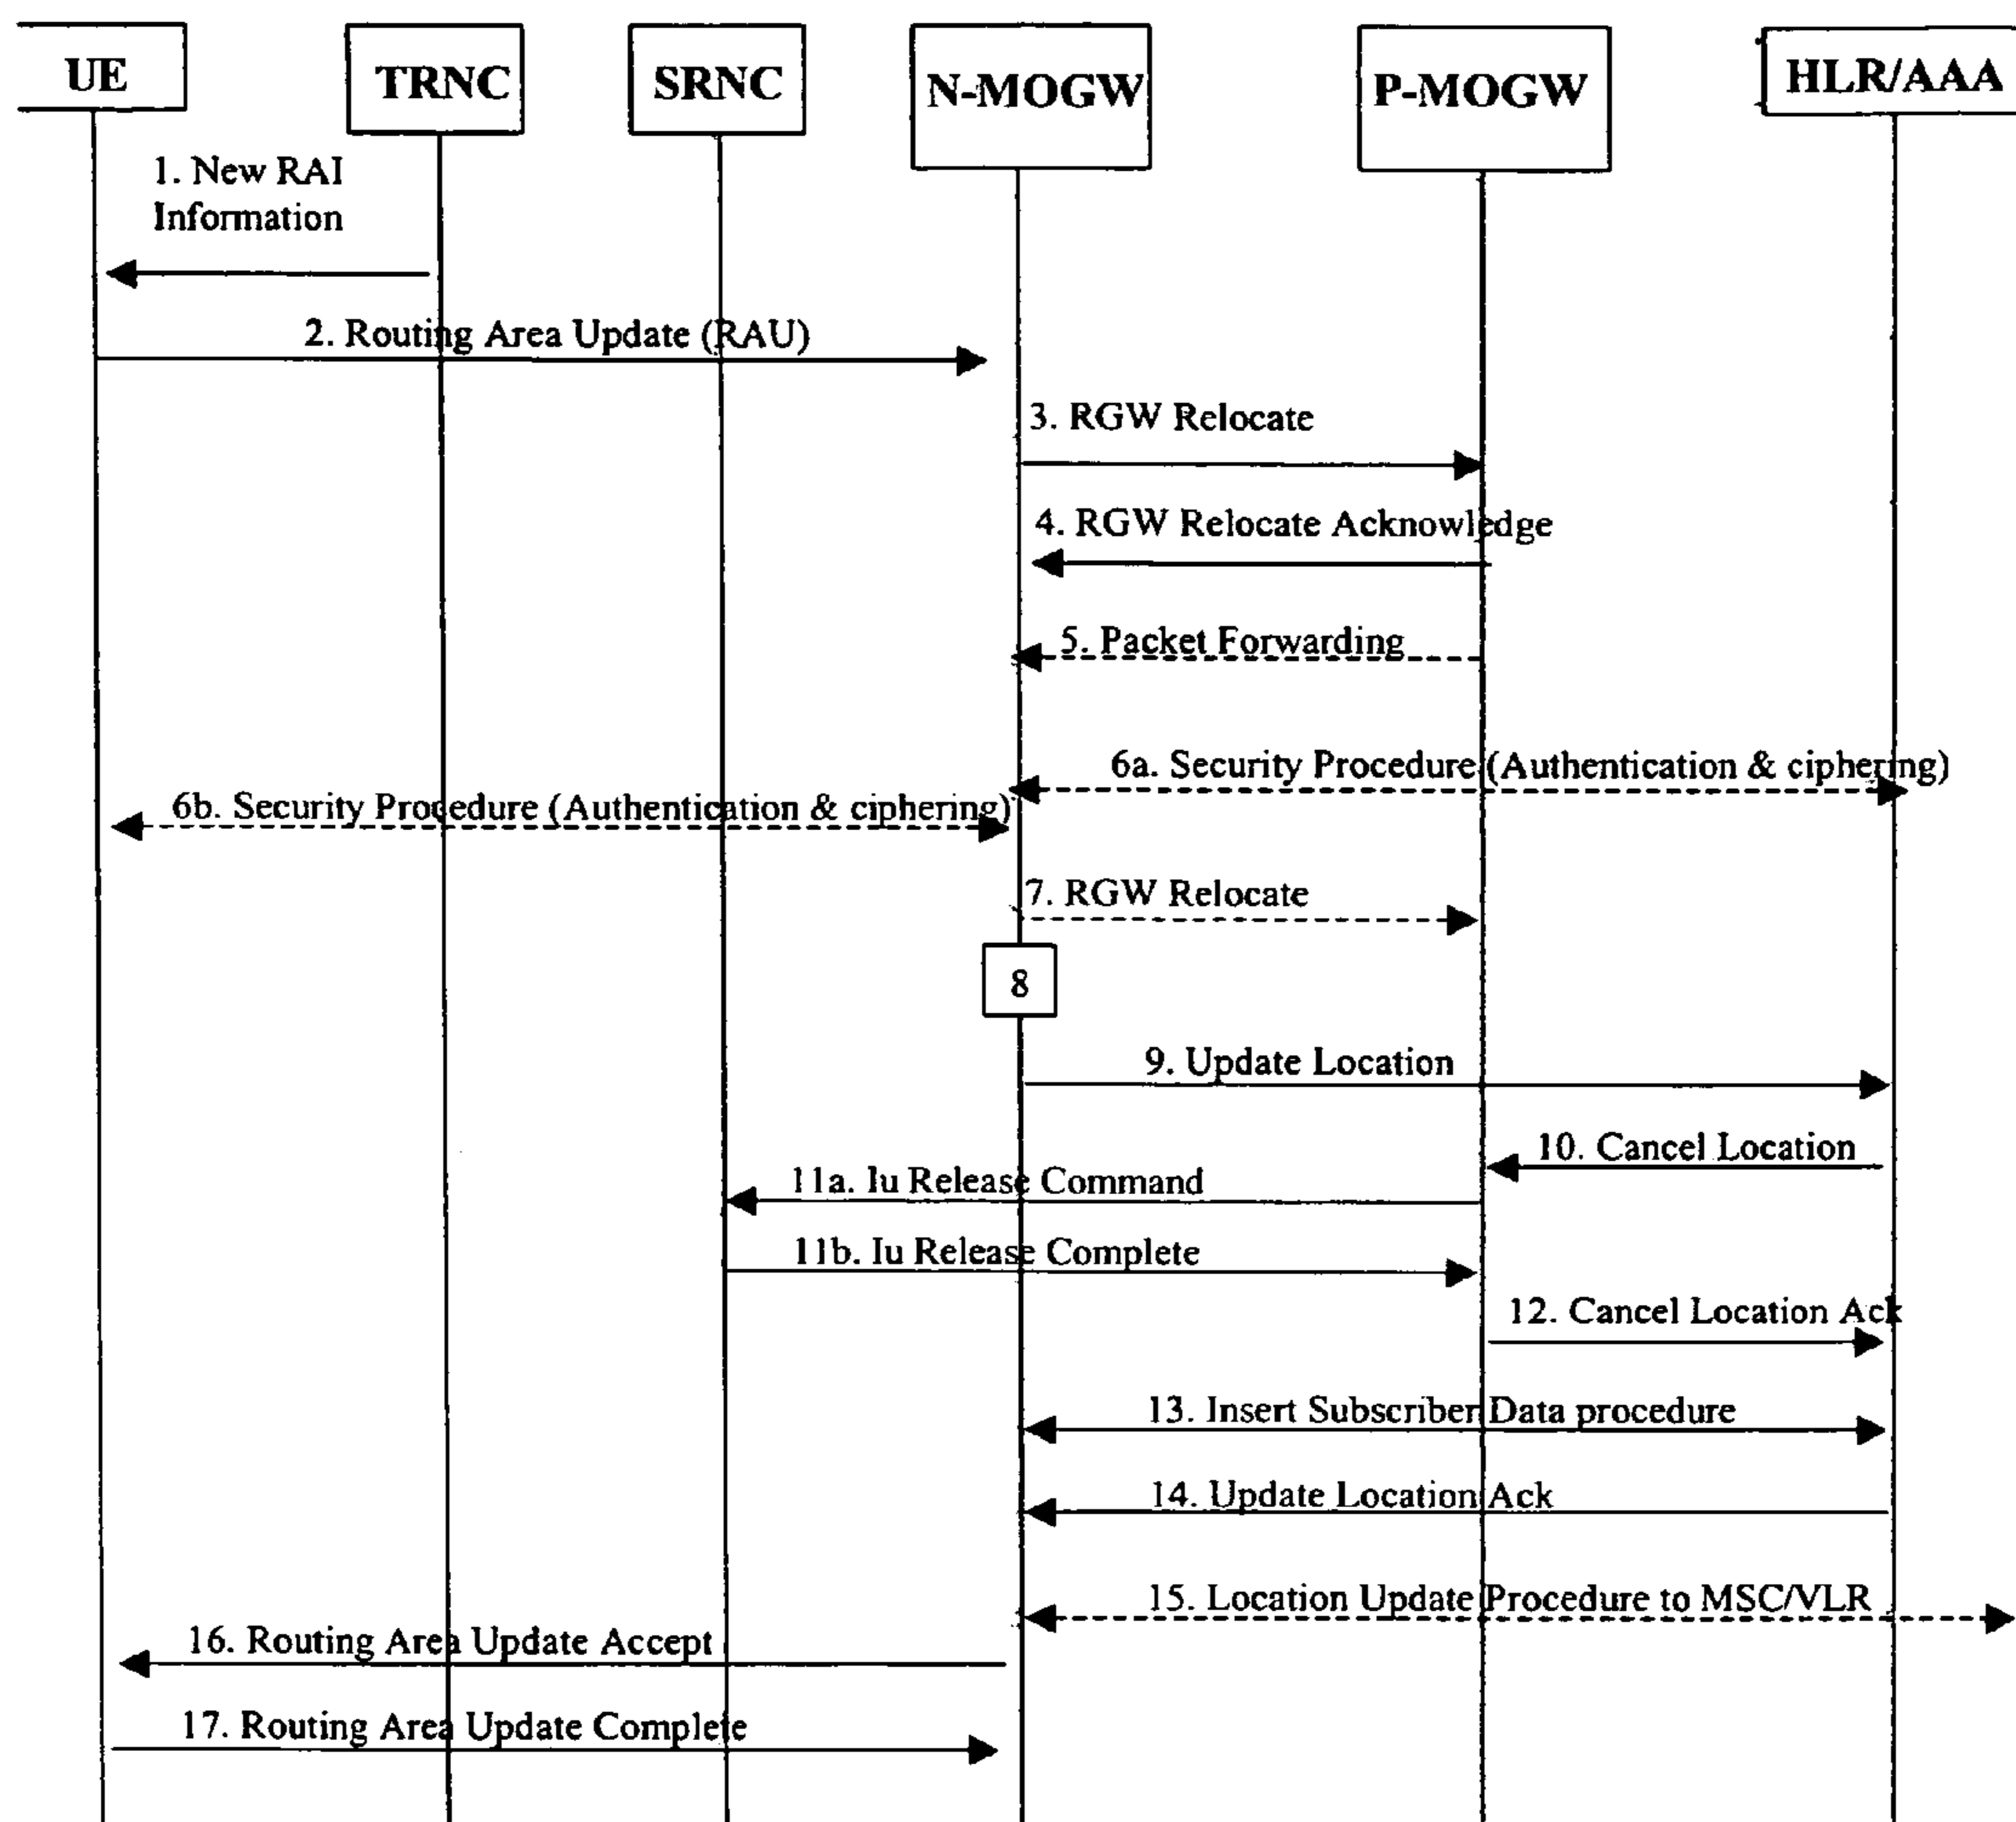 UE
TRNC
SRNC
N-MOGW
P-MOGW
HLR/AAA
1. New RAI
Information
2. Routing Area Update (RAU)
3. RGW Relocate
4. RGW Relocate Acknowledge
5. Packet Forwarding
6a. Security Procedure (Authentication & ciphering)
6b. Security Procedure (Authentication & ciphering)
7. RGW Relocate
8
9. Update Location
10. Cancel Location
11a. Iu Release Command
11b. Iu Release Complete
12. Cancel Location Ack
13. Insert Subscriber Data procedure
14. Update Location Ack
15. Location Update Procedure to MSC/VLR
16. Routing Area Update Accept
17. Routing Area Update Complete